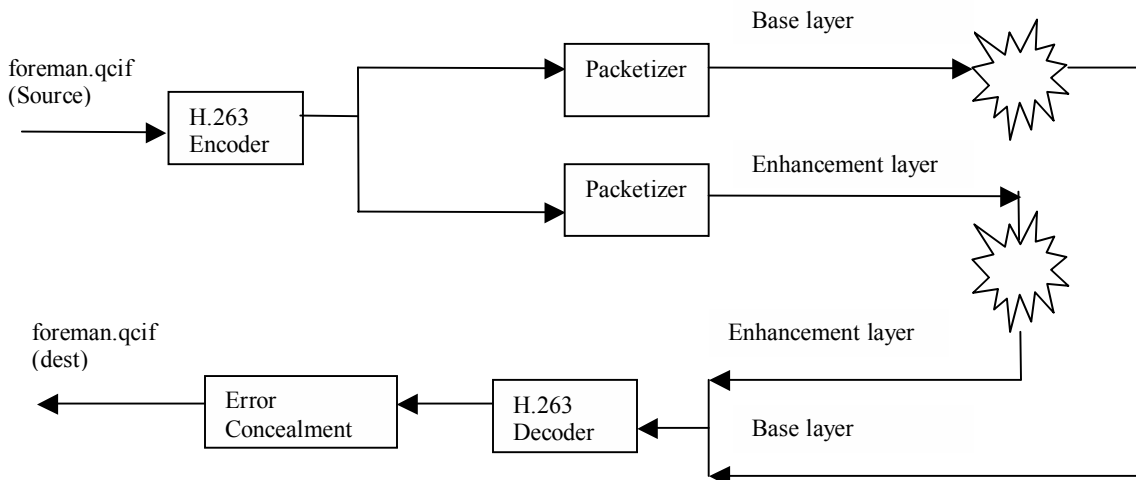 Base layer
foreman.qcif
(Source)
Packetizer
H.263
Encoder
Enhancement layer
Packetizer
foreman.qcif
(dest)
Enhancement layer
Error
Concealment
H.263
Decoder
Base layer